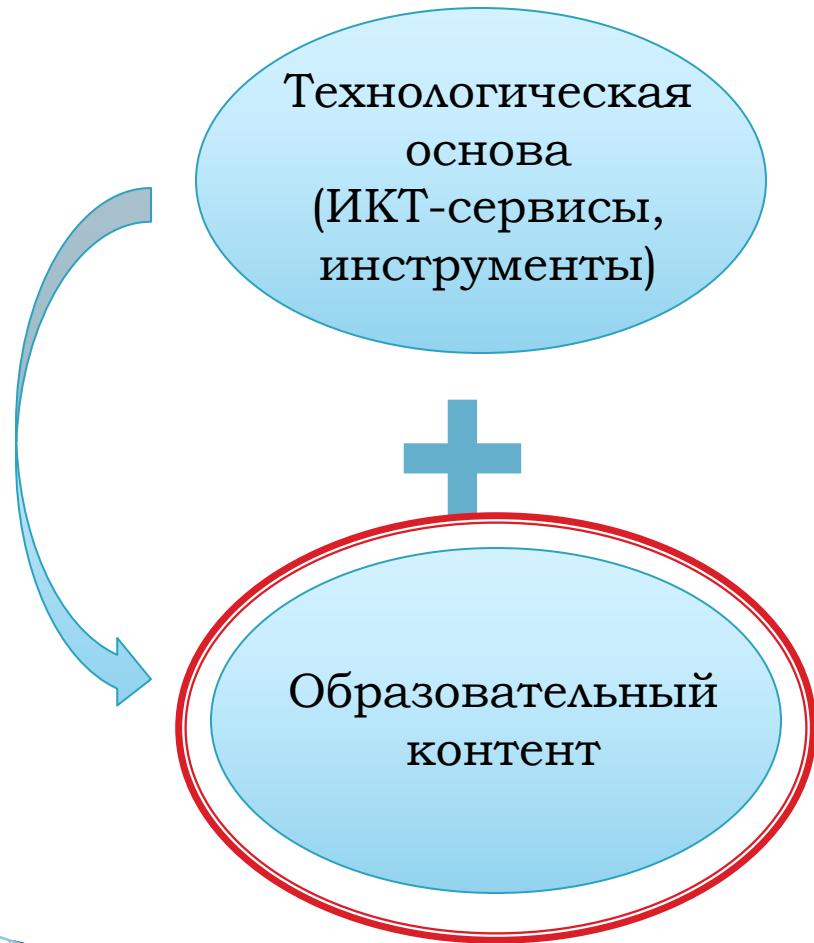 Технологическая
основа
(ИКТ-сервисы,
инструменты)
Образовательный
контент